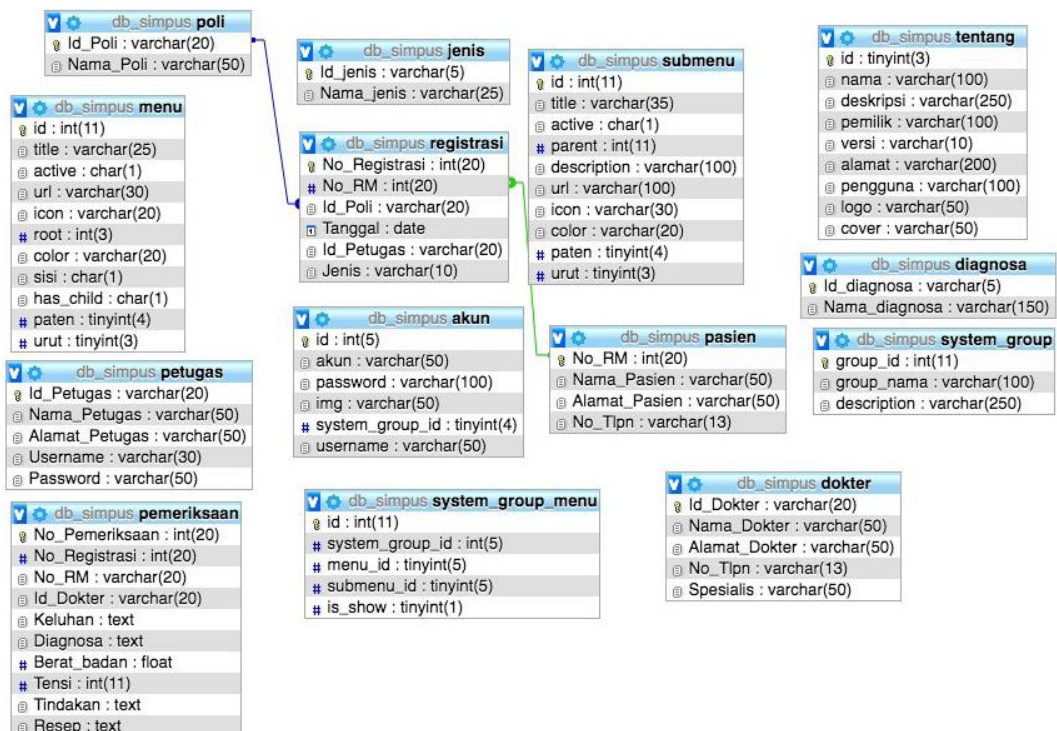 db_simpus poli
Id_Poli : varchar(20)
Nama_Poli : varchar(50)
db_simpus jenis
Id_jenis : varchar(5)
Nama_jenis : varchar(25)
db_simpus submenu
id : int(11)
title : varchar(35)
active : char(1)
parent : int(11)
description : varchar(100)
url : varchar(100)
icon : varchar(30)
color : varchar(20)
paten : tinyint(4)
urut : tinyint(3)
db_simpus tentang
id : tinyint(3)
nama : varchar(100)
deskripsi : varchar(250)
pemilik : varchar(100)
versi : varchar(10)
alamat : varchar(200)
pengguna : varchar(100)
logo : varchar(50)
cover : varchar(50)
db_simpus menu
id : int(11)
title : varchar(25)
active : char(1)
url : varchar(30)
icon : varchar(20)
root : int(3)
color : varchar(20)
sisi : char(1)
has_child : char(1)
paten : tinyint(4)
urut : tinyint(3)
db_simpus registrasi
No_Registrasi : int(20)
No_RM : int(20)
Id_Poli : varchar(20)
Tanggal : date
Id_Petugas : varchar(20)
Jenis : varchar(10)
db_simpus diagnosa
Id_diagnosa : varchar(5)
Nama_diagnosa : varchar(150)
db_simpus akun
id : int(5)
akun : varchar(50)
password : varchar(100)
img : varchar(50)
system_group_id : tinyint(4)
username : varchar(50)
db_simpus pasien
No_RM : int(20)
Nama_Pasien : varchar(50)
Alamat_Pasien : varchar(50)
No_Tlpn : varchar(13)
db_simpus system_group
group_id : int(11)
group_nama : varchar(100)
description : varchar(250)
db_simpus petugas
Id_Petugas : varchar(20)
Nama_Petugas : varchar(50)
Alamat_Petugas : varchar(50)
Username : varchar(30)
Password : varchar(50)
db_simpus pemeriksaan
No_Pemeriksaan : int(20)
No_Registrasi : int(20)
No_RM : varchar(20)
Id_Dokter : varchar(20)
Keluhan : text
Diagnosa : text
Berat_badan : float
Tensi : int(11)
Tindakan : text
Resep : text
db_simpus system_group_menu
id : int(11)
system_group_id : int(5)
menu_id : tinyint(5)
submenu_id : tinyint(5)
is_show : tinyint(1)
db_simpus dokter
Id_Dokter : varchar(20)
Nama_Dokter : varchar(50)
Alamat_Dokter : varchar(50)
No_Tlpn : varchar(13)
Spesialis : varchar(50)